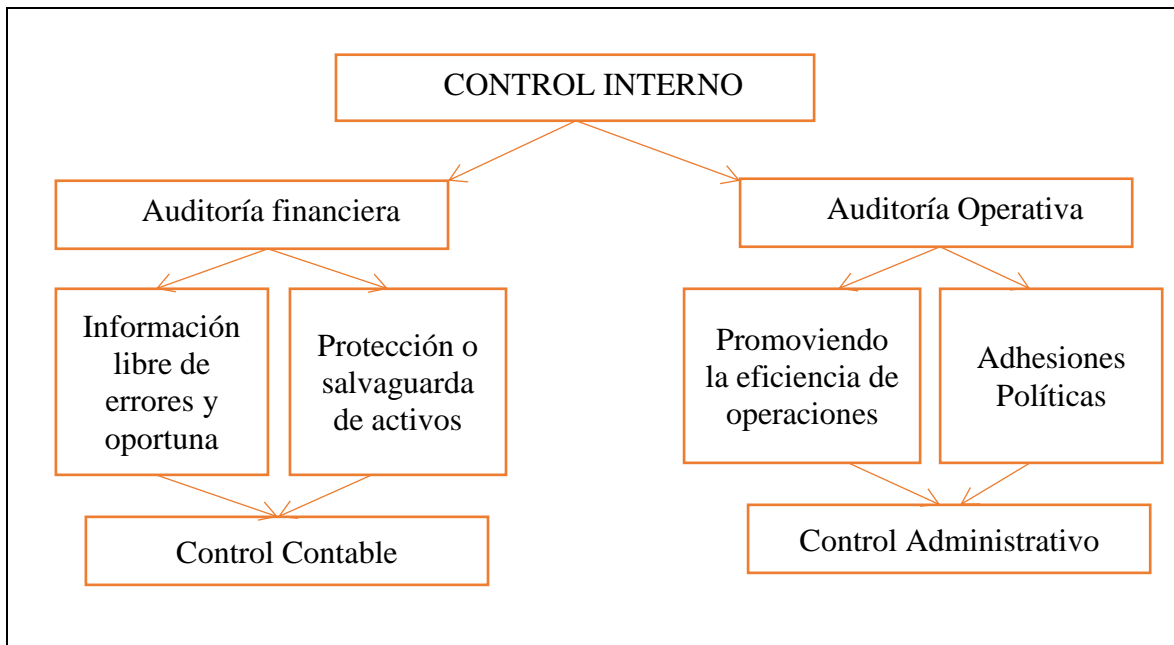 CONTROL INTERNO
Auditoría financiera
Auditoría Operativa
Información
libre de
errores y
oportuna
Protección o
salvaguarda
de activos
Promoviendo
la eficiencia de
operaciones
Adhesiones
Políticas
Control Contable
Control Administrativo